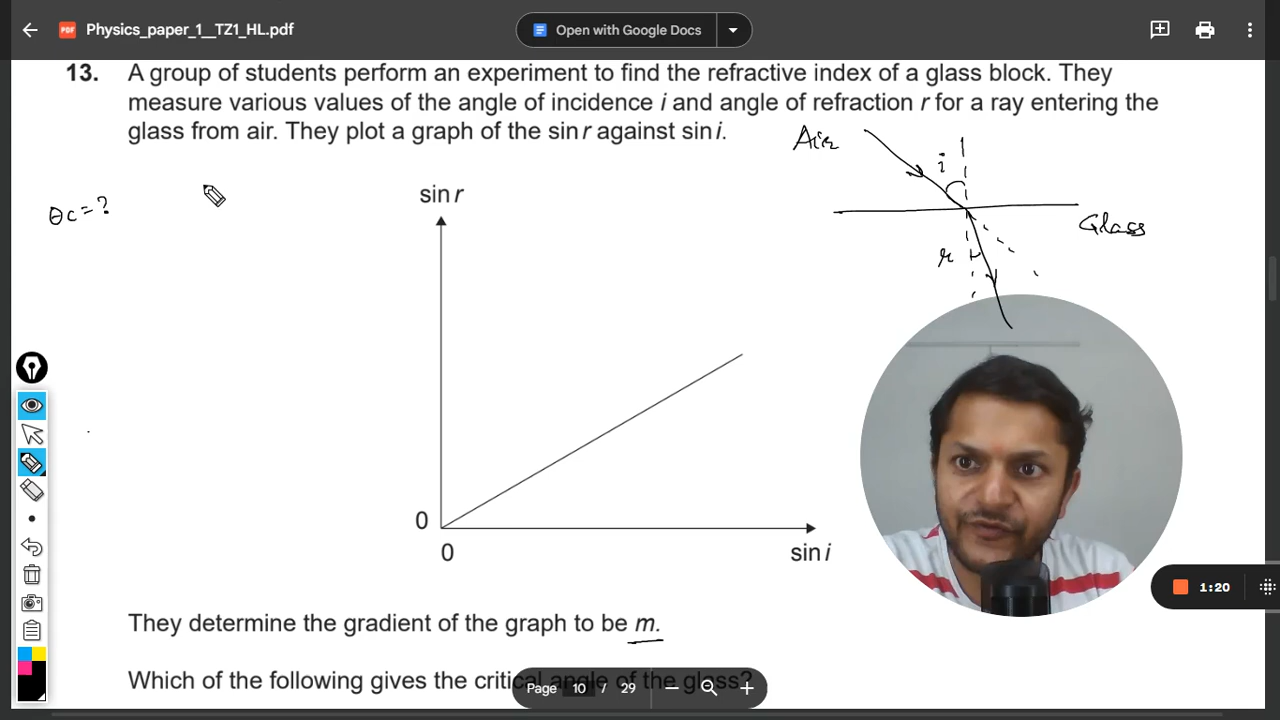 Physics_paper_1__TZ1_HL.pdf
Open with Google Docs
13. A group of students perform an experiment to find the refractive index of a glass block. They
measure various values of the angle of incidence i and angle of refraction r for a ray entering the
glass from air. They plot a graph of the sin r against sin i.
Air
i
θc = ?
sin r
Glass
r
0
0
sin i
1:20
They determine the gradient of the graph to be m.
Which of the following gives the critical angle of the glass?
Page 10 / 29